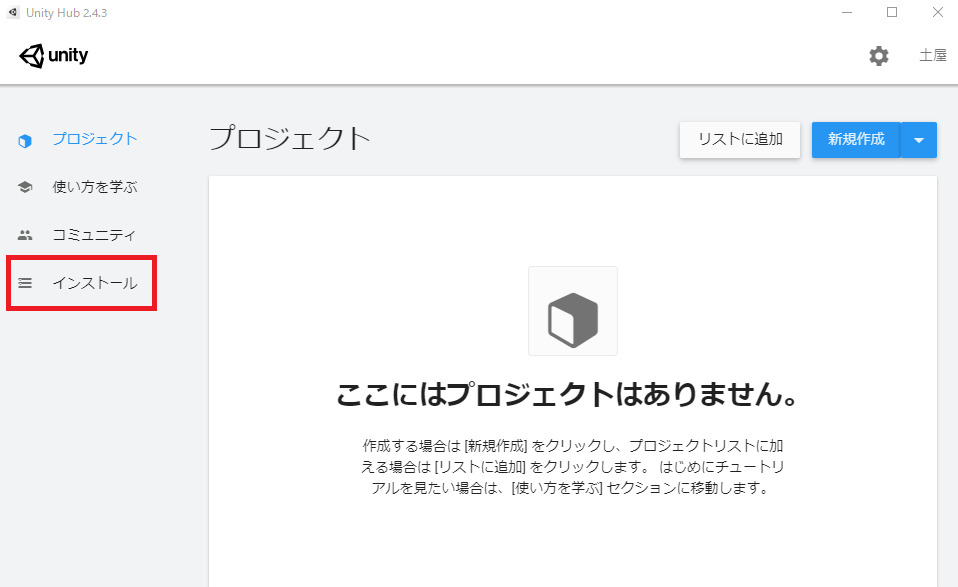 Unity Hub 2.4.3
unity
土屋
プロジェクト
使い方を学ぶ
コミュニティ
インストール
プロジェクト
リストに追加
新規作成
ここにはプロジェクトはありません。
作成する場合は [新規作成] をクリックし、プロジェクトリストに加
える場合は [リストに追加] をクリックします。 はじめにチュートリ
アルを見たい場合は、[使い方を学ぶ] セクションに移動します。